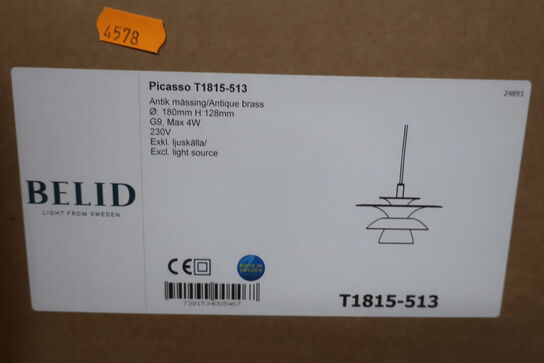 4578
Picasso T1815-513
24893
Antik mässing/Antique brass
Ø: 180mm H:128mm
G9, Max 4W
230V
Exkl. ljuskälla/
Excl. light source
BELID
LIGHT FROM SWEDEN
CE
MADE IN
SWEDEN
7391534005467
T1815-513